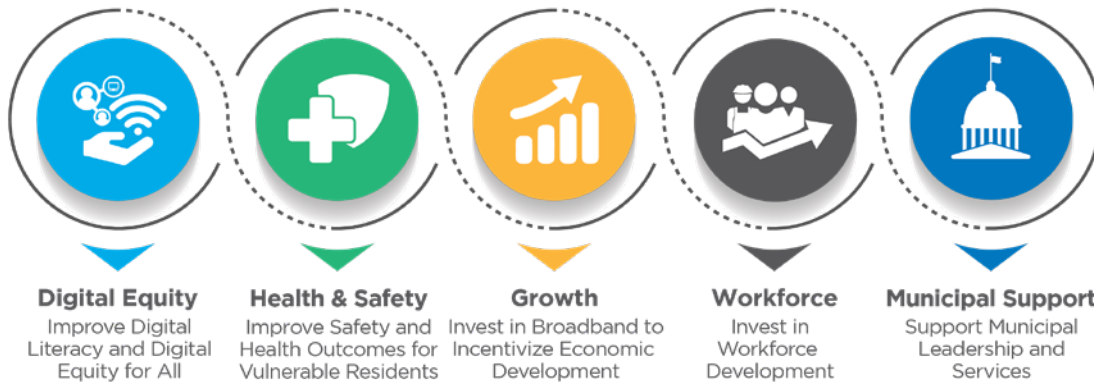 Digital Equity
Improve Digital
Literacy and Digital
Equity for All
Health & Safety
Improve Safety and
Health Outcomes for
Vulnerable Residents
Growth
Invest in Broadband to
Incentivize Economic
Development
Workforce
Invest in
Workforce
Development
Municipal Support
Support Municipal
Leadership and
Services